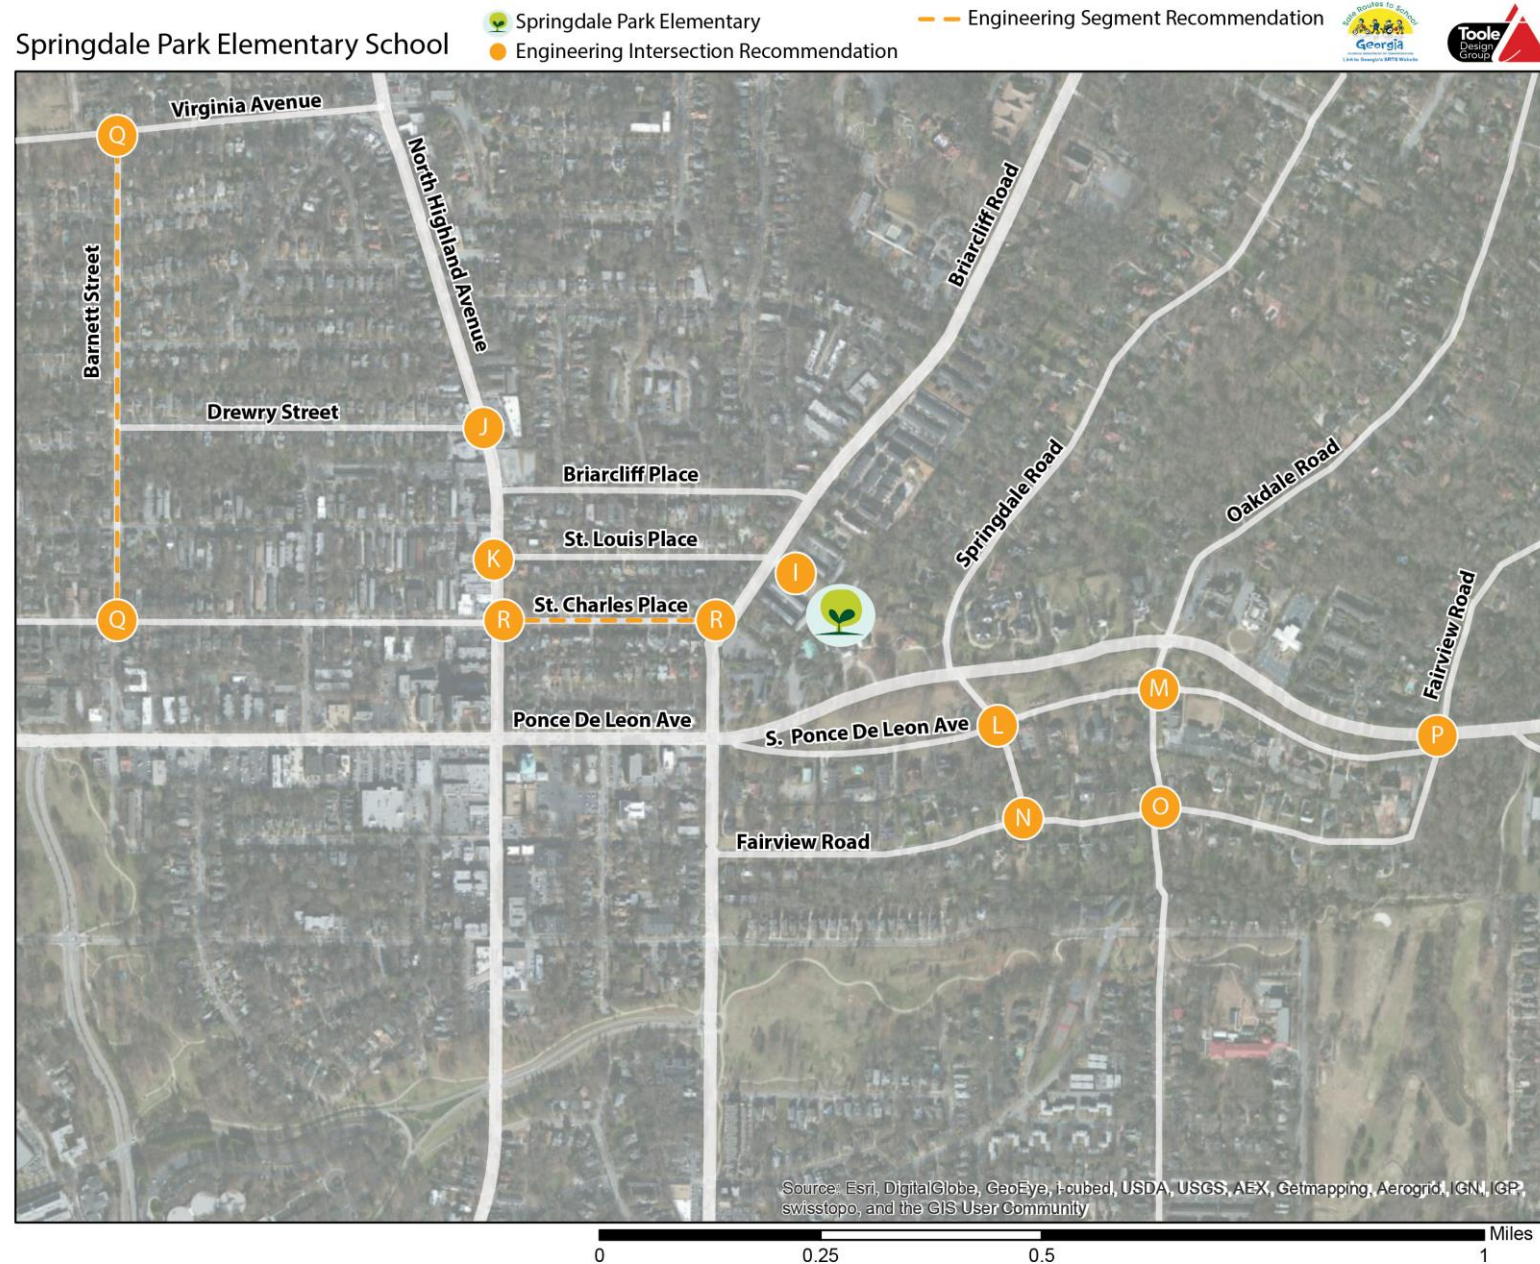 Springdale Park Elementary School
Springdale Park Elementary
Engineering Intersection Recommendation
Engineering Segment Recommendation
Safe Routes to School
Georgia
Toole
Design
Group
Virginia Avenue
Q
North Highland Avenue
Briarcliff Road
Barnett Street
Drewry Street
J
Briarcliff Place
Springdale Road
Oakdale Road
St. Louis Place
K
I
St. Charles Place
Q
R
R
Fairview Road
M
Ponce De Leon Ave
S. Ponce De Leon Ave
L
P
N
O
Fairview Road
Source: Esri, DigitalGlobe, GeoEye, i-cubed, USDA, USGS, AEX, Getmapping, Aerogrid, IGN, IGP,
swisstopo, and the GIS User Community
Miles
0 0.25 0.5 1